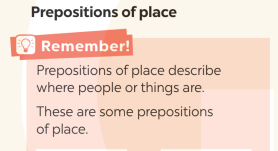 Prepositions of place
Remember!
Prepositions of place describe
where people or things are.
These are some prepositions
of place.